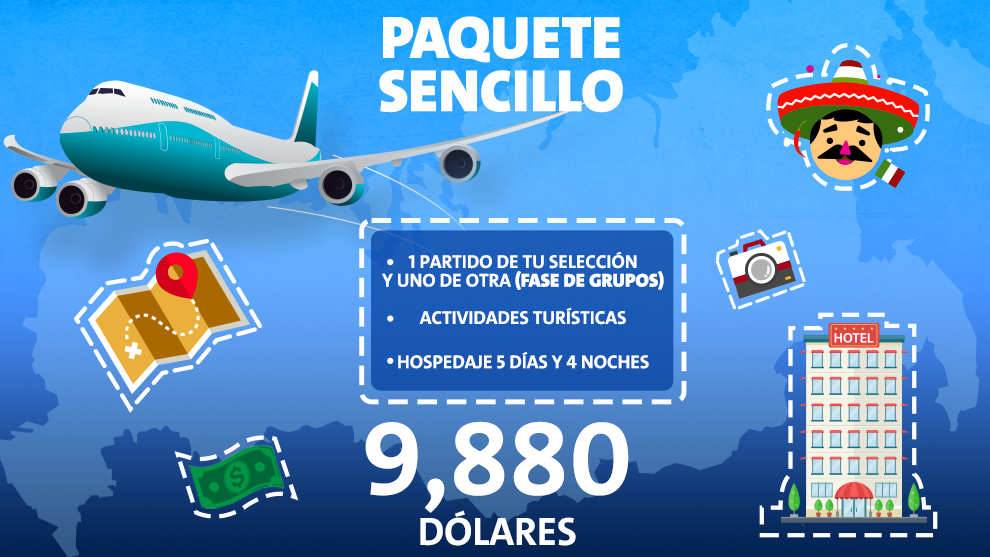 PAQUETE
SENCILLO
• 1 PARTIDO DE TU SELECCIÓN
Y UNO DE OTRA (FASE DE GRUPOS)
• ACTIVIDADES TURÍSTICAS
• HOSPEDAJE 5 DÍAS Y 4 NOCHES
HOTEL
$
9,880
DÓLARES